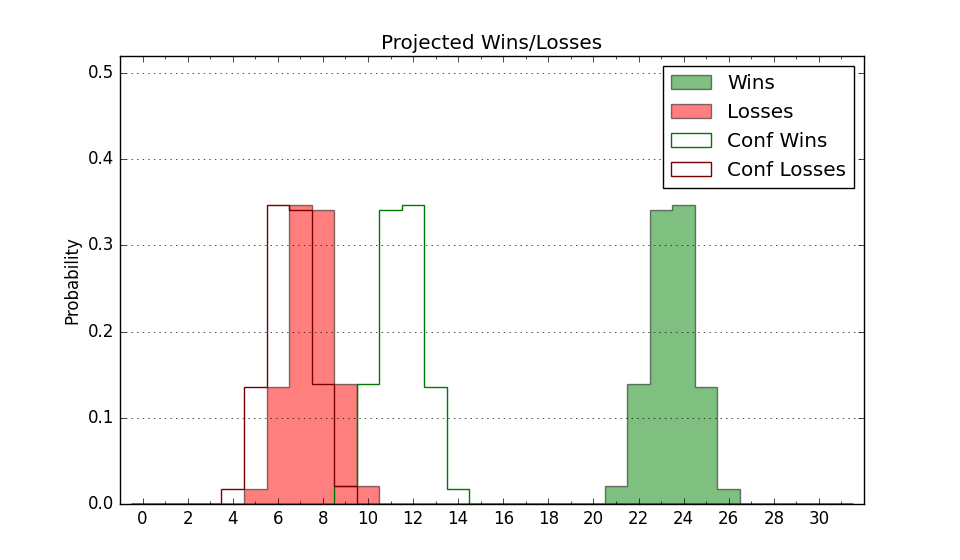 Projected Wins/Losses
Wins
Losses
Conf Wins
Conf Losses
Probability
0.5
0.4
0.3
0.2
0.1
0.0
0 2 4 6 8 10 12 14 16 18 20 22 24 26 28 30